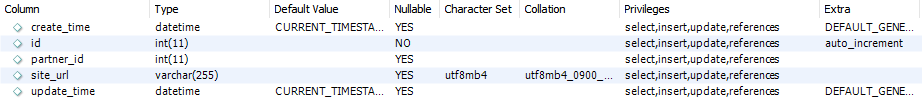 Column Type Default Value Nullable Character Set Collation Privileges Extra
create_time datetime CURRENT_TIMESTA... YES select,insert,update,references DEFAULT_GENE...
id int(11) NO select,insert,update,references auto_increment
partner_id int(11) YES select,insert,update,references
site_url varchar(255) YES utf8mb4 utf8mb4_0900_... select,insert,update,references
update_time datetime CURRENT_TIMESTA... YES select,insert,update,references DEFAULT_GENE...